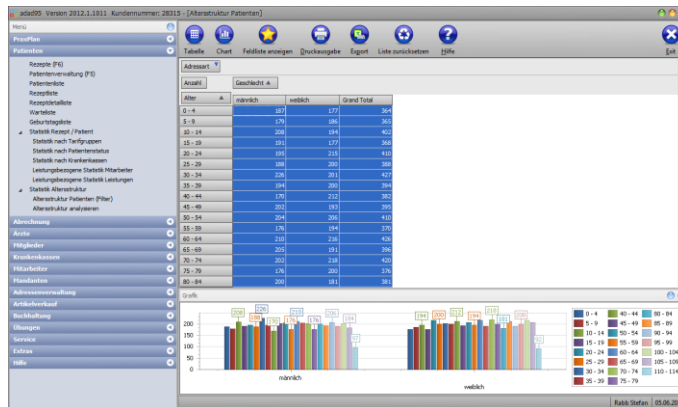 adad95 Version 2012.1.1011 Kundennummer: 28315 - [Altersstruktur Patienten]
Menü
PraxPlan
Patienten
Rezepte (F6)
Patientenverwaltung (F5)
Patientenliste
Rezeptliste
Rezeptdetailliste
Warteliste
Geburtstagsliste
Statistik Rezept / Patient
Statistik nach Tarifgruppen
Statistik nach Patientenstatus
Statistik nach Krankenkassen
Leistungsbezogene Statistik Mitarbeiter
Leistungsbezogene Statistik Leistungen
Statistik Altersstruktur
Altersstruktur Patienten (Filter)
Altersstruktur analysieren
Abrechnung
Ärzte
Mitglieder
Krankenkassen
Mitarbeiter
Mandanten
Adressenverwaltung
Artikelverkauf
Buchhaltung
Übungen
Service
Extras
Hilfe
Tabelle Chart Feldliste anzeigen Druckausgabe Export Liste zurücksetzen Hilfe Exit
Adressart
Anzahl Geschlecht
Alter männlich weiblich Grand Total
0 - 4 187 177 364
5 - 9 179 186 365
10 - 14 208 194 402
15 - 19 191 177 368
20 - 24 195 215 410
25 - 29 188 200 388
30 - 34 226 201 427
35 - 39 194 200 394
40 - 44 170 212 382
45 - 49 202 193 395
50 - 54 204 206 410
55 - 59 176 194 370
60 - 64 210 216 426
65 - 69 205 191 396
70 - 74 202 218 420
75 - 79 176 200 376
80 - 84 200 181 381
Grafik
200
150
100
50
0
männlich
weiblich
0 - 4 40 - 44 80 - 84
5 - 9 45 - 49 85 - 89
10 - 14 50 - 54 90 - 94
15 - 19 55 - 59 95 - 99
20 - 24 60 - 64 100 - 104
25 - 29 65 - 69 105 - 109
30 - 34 70 - 74 110 - 114
35 - 39 75 - 79
Rabb Stefan 05.06.20